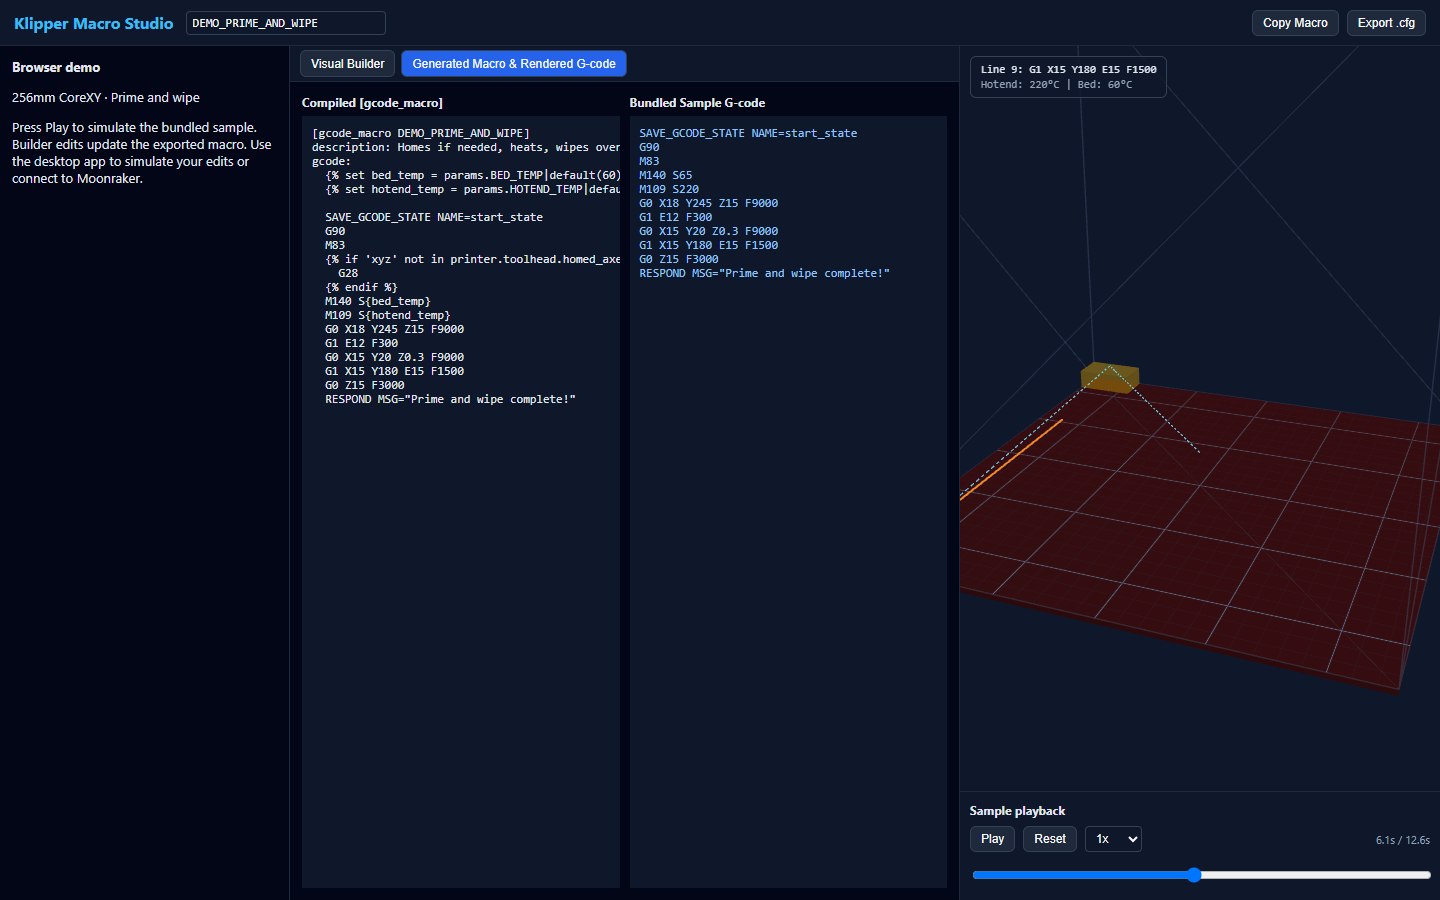 Klipper Macro Studio
DEMO_PRIME_AND_WIPE
Copy Macro
Export .cfg
Browser demo
256mm CoreXY · Prime and wipe
Press Play to simulate the bundled sample.
Builder edits update the exported macro. Use
the desktop app to simulate your edits or
connect to Moonraker.
Visual Builder
Generated Macro & Rendered G-code
Compiled [gcode_macro]
[gcode_macro DEMO_PRIME_AND_WIPE]
description: Homes if needed, heats, wipes over
gcode:
{% set bed_temp = params.BED_TEMP|default(60)
{% set hotend_temp = params.HOTEND_TEMP|defau
SAVE_GCODE_STATE NAME=start_state
G90
M83
{% if 'xyz' not in printer.toolhead.homed_axe
G28
{% endif %}
M140 S{bed_temp}
M109 S{hotend_temp}
G0 X18 Y245 Z15 F9000
G1 E12 F300
G0 X15 Y20 Z0.3 F9000
G1 X15 Y180 E15 F1500
G0 Z15 F3000
RESPOND MSG="Prime and wipe complete!"
Bundled Sample G-code
SAVE_GCODE_STATE NAME=start_state
G90
M83
M140 S65
M109 S220
G0 X18 Y245 Z15 F9000
G1 E12 F300
G0 X15 Y20 Z0.3 F9000
G1 X15 Y180 E15 F1500
G0 Z15 F3000
RESPOND MSG="Prime and wipe complete!"
Line 9: G1 X15 Y180 E15 F1500
Hotend: 220°C | Bed: 60°C
Sample playback
Play
Reset
1x
6.1s / 12.6s